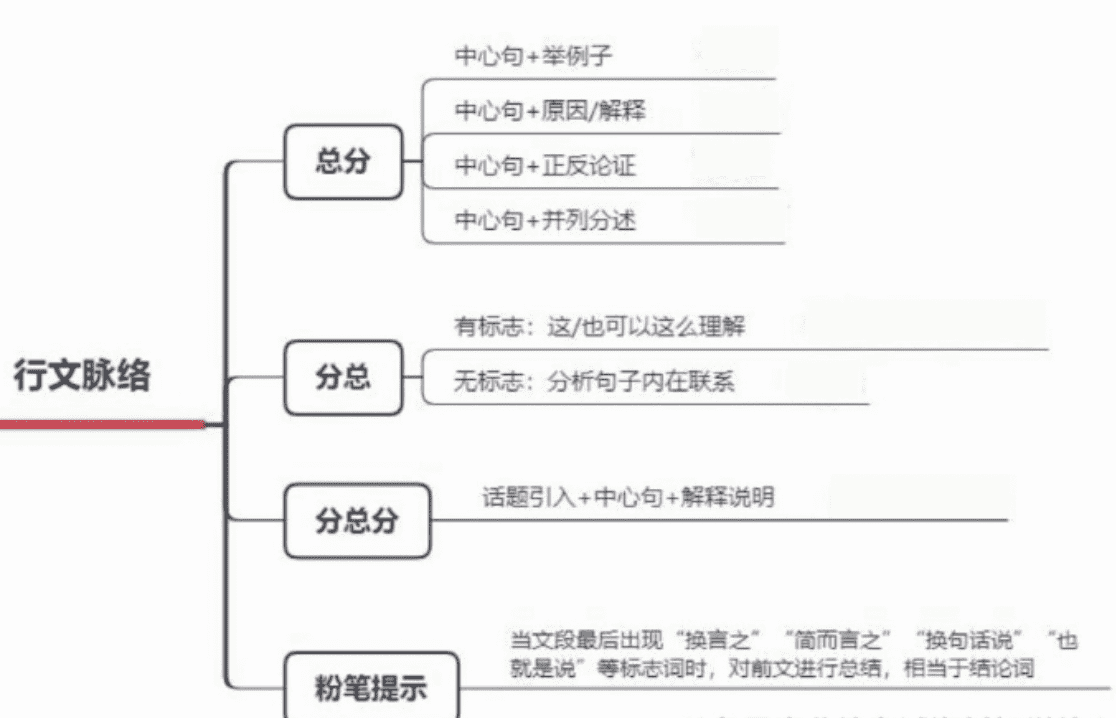 中心句+举例子
中心句+原因/解释
总分
中心句+正反论证
中心句+并列分述
有标志：这/也可以这么理解
行文脉络
分总
无标志：分析句子内在联系
话题引入+中心句+解释说明
分总分
当文段最后出现“换言之”“简而言之”“换句话说”“也
就是说”等标志词时，对前文进行总结，相当于结论词
粉笔提示